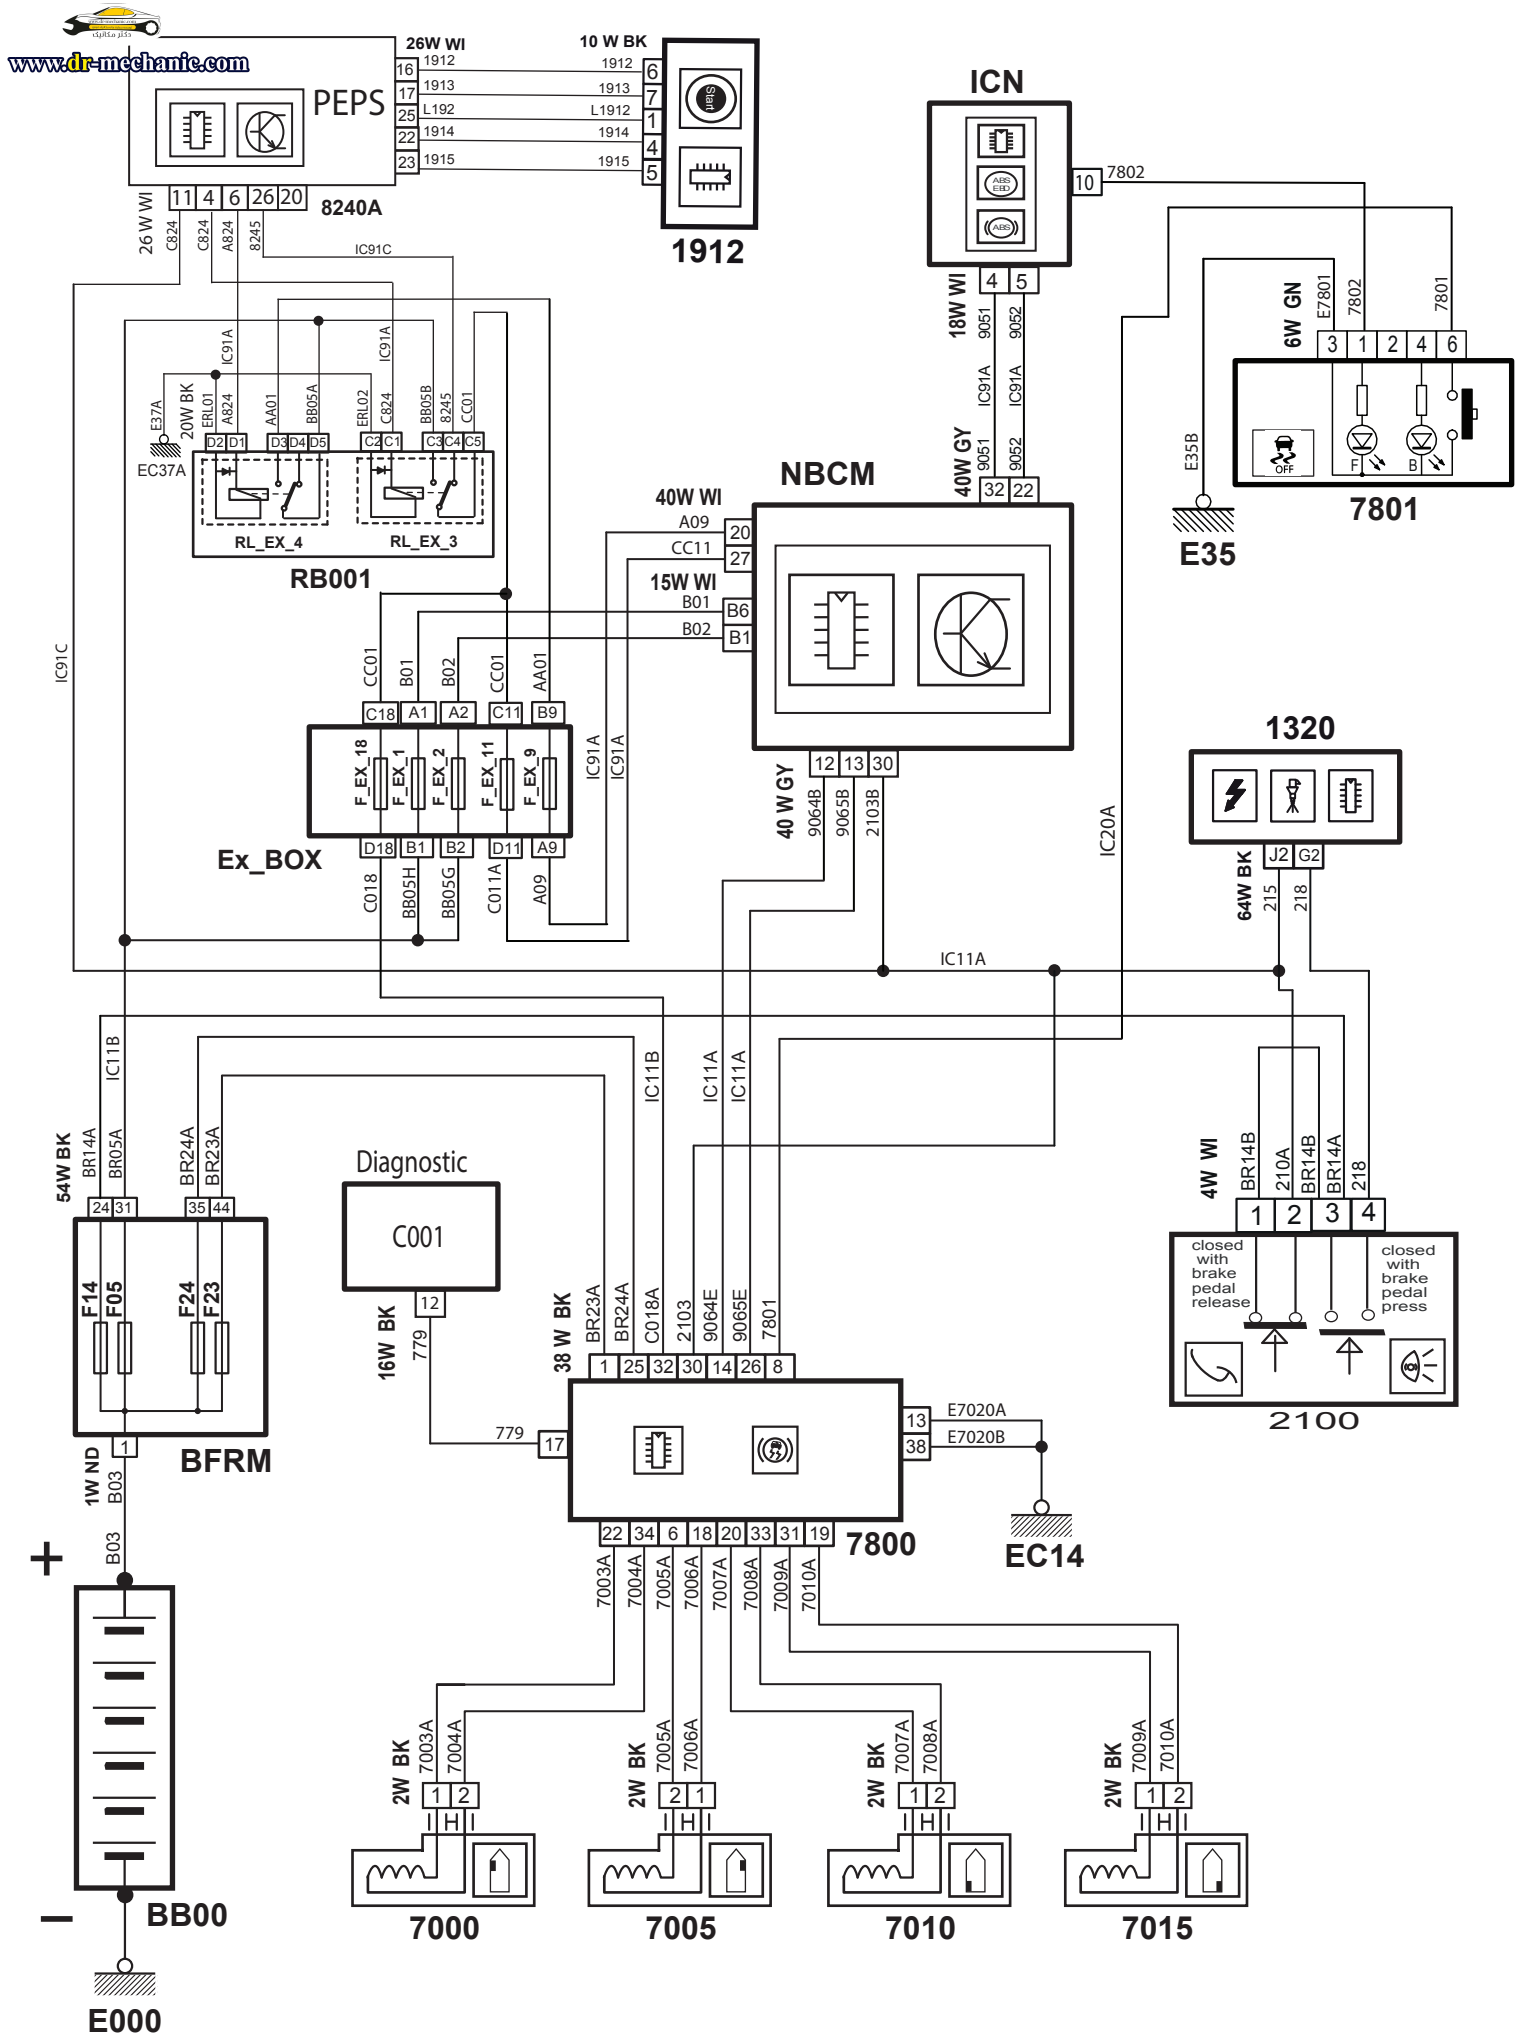 www.dr-mechanic.com
دکتر مکانیک
www.dr-mechanic.com
PEPS
26W WI
16 1912
17 1913
25 L192
22 1914
23 1915
10 W BK
1912 6
1913 7
L1912 1
1914 4
1915 5
Start
1912
26 W WI
11 4 6 26 20
8240A
C824 C824 A824 8245
IC91C
IC91A IC91A
E37A
EC37A
20W BK
ERL01 A824 AA01 BB05A ERL02 C824 BB05B 8245 CC01
D2 D1 D3 D4 D5 C2 C1 C3 C4 C5
RL_EX_4 RL_EX_3
RB001
ICN
ABS
EBD
ABS
10 7802
18W WI
4 5
9051 9052
IC91A IC91A
40W GY
9051 9052
32 22
NBCM
40W WI
A09 20
CC11 27
15W WI
B01 B6
B02 B1
12 13 30
40 W GY
9064B 9065B 2103B
6W GN
E7801 7802 7801
3 1 2 4 6
OFF
F B
7801
E35B
E35
IC91C
CC01 B01 B02 CC01 AA01
C18 A1 A2 C11 B9
F_EX_18 F_EX_1 F_EX_2 F_EX_11 F_EX_9
D18 B1 B2 D11 A9
Ex_BOX
C018 BB05H BB05G C011A A09
IC91A IC91A
1320
64W BK
J2 G2
215 218
IC20A
IC11A
IC11B
IC11B
IC11A IC11A
54W BK
BR14A BR05A BR24A BR23A
24 31 35 44
F14 F05 F24 F23
1
BFRM
1W ND
B03
B03
+
BB00
–
E000
Diagnostic
C001
12
16W BK
779
779 17
38 W BK
BR23A BR24A C018A 2103 9064E 9065E 7801
1 25 32 30 14 26 8
13 E7020A
38 E7020B
EC14
7800
22 34 6 18 20 33 31 19
7003A 7004A 7005A 7006A 7007A 7008A 7009A 7010A
4W WI
BR14B 210A BR14B BR14A 218
1 2 3 4
closed
with
brake
pedal
release
closed
with
brake
pedal
press
2100
2W BK
7003A 7004A
1 2
H
7000
2W BK
7005A 7006A
2 1
H
7005
2W BK
7007A 7008A
1 2
H
7010
2W BK
7009A 7010A
1 2
H
7015